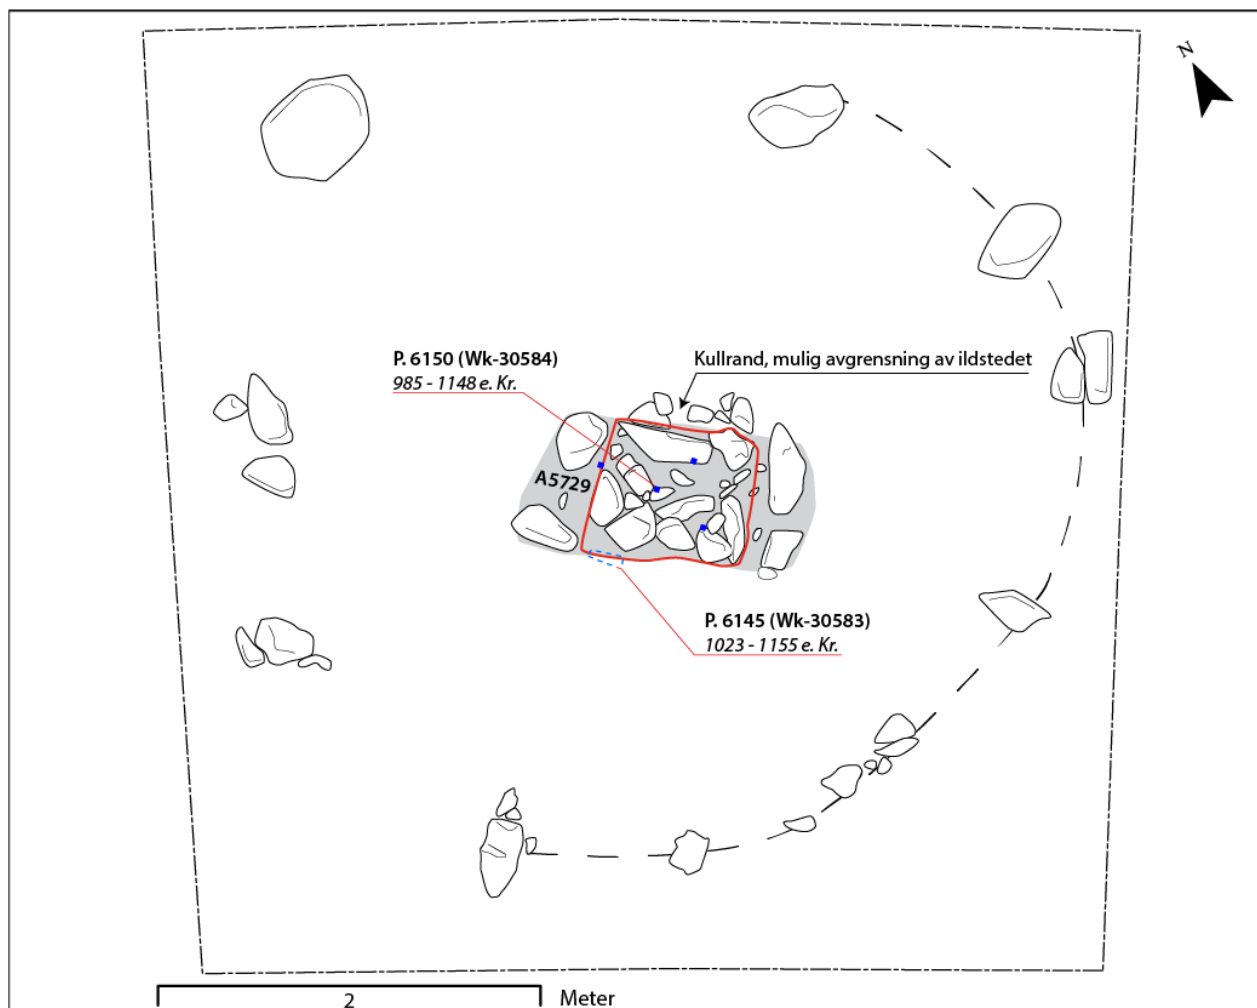 N
P. 6150 (Wk-30584)
985 - 1148 e. Kr.
Kullrand, mulig avgrensning av ildstedet
A5729
P. 6145 (Wk-30583)
1023 - 1155 e. Kr.
2 Meter